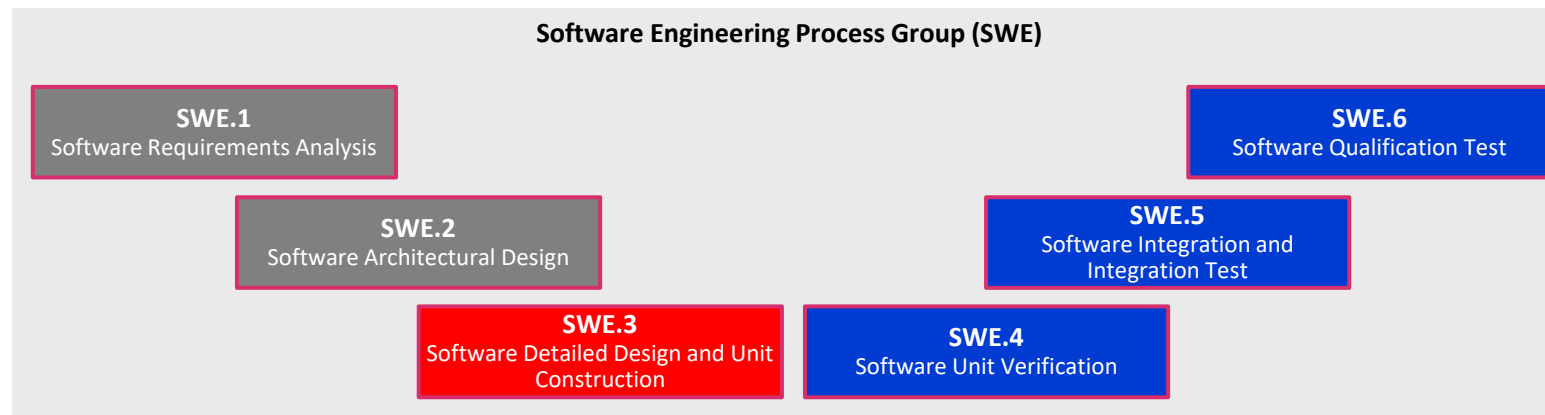 Software Engineering Process Group (SWE)
SWE.1
Software Requirements Analysis
SWE.6
Software Qualification Test
SWE.2
Software Architectural Design
SWE.5
Software Integration and
Integration Test
SWE.3
Software Detailed Design and Unit
Construction
SWE.4
Software Unit Verification